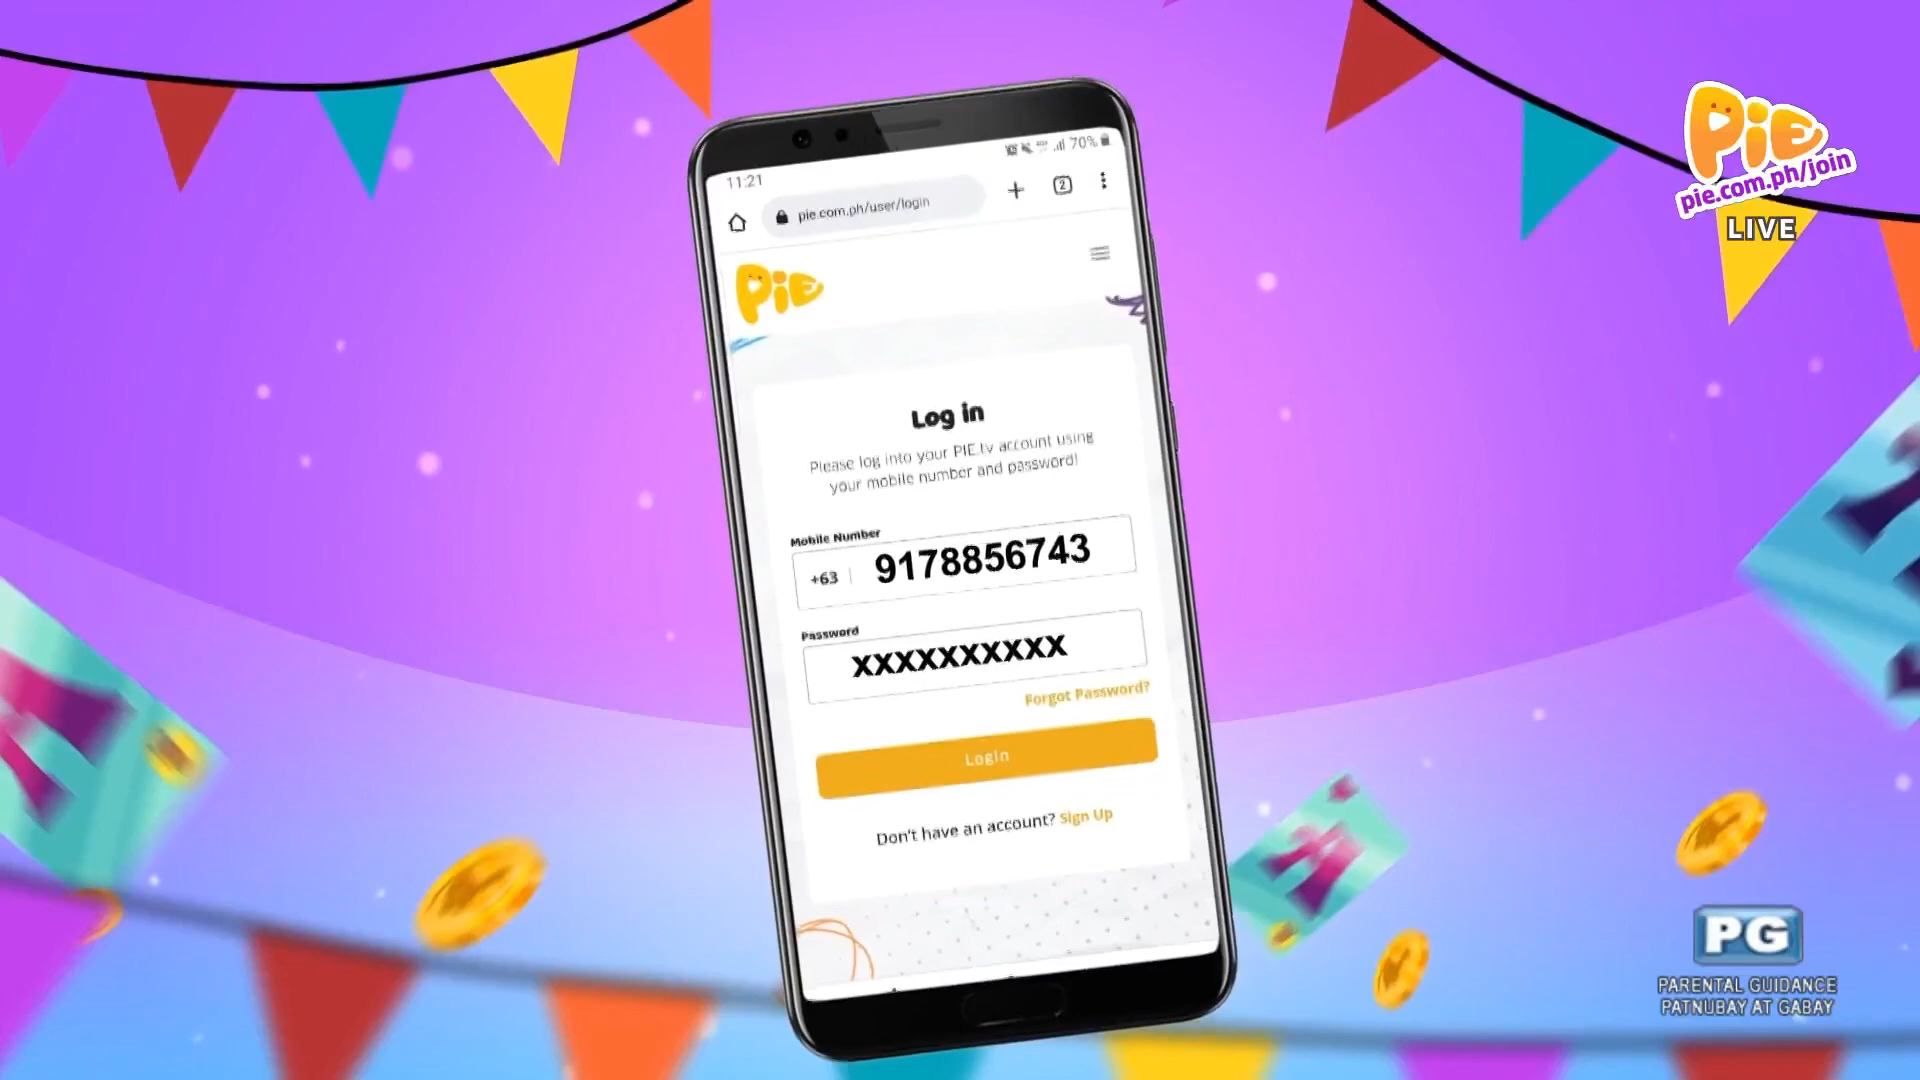 11:21
70%
pie.com.ph/user/login
2
PiE
Log in
Please log into your PIE.tv account using
your mobile number and password!
Mobile Number
+63
9178856743
Password
XXXXXXXXXX
Forgot Password?
Login
Don't have an account? Sign Up
PiE
pie.com.ph/join
LIVE
PG
PARENTAL GUIDANCE
PATNUBAY AT GABAY